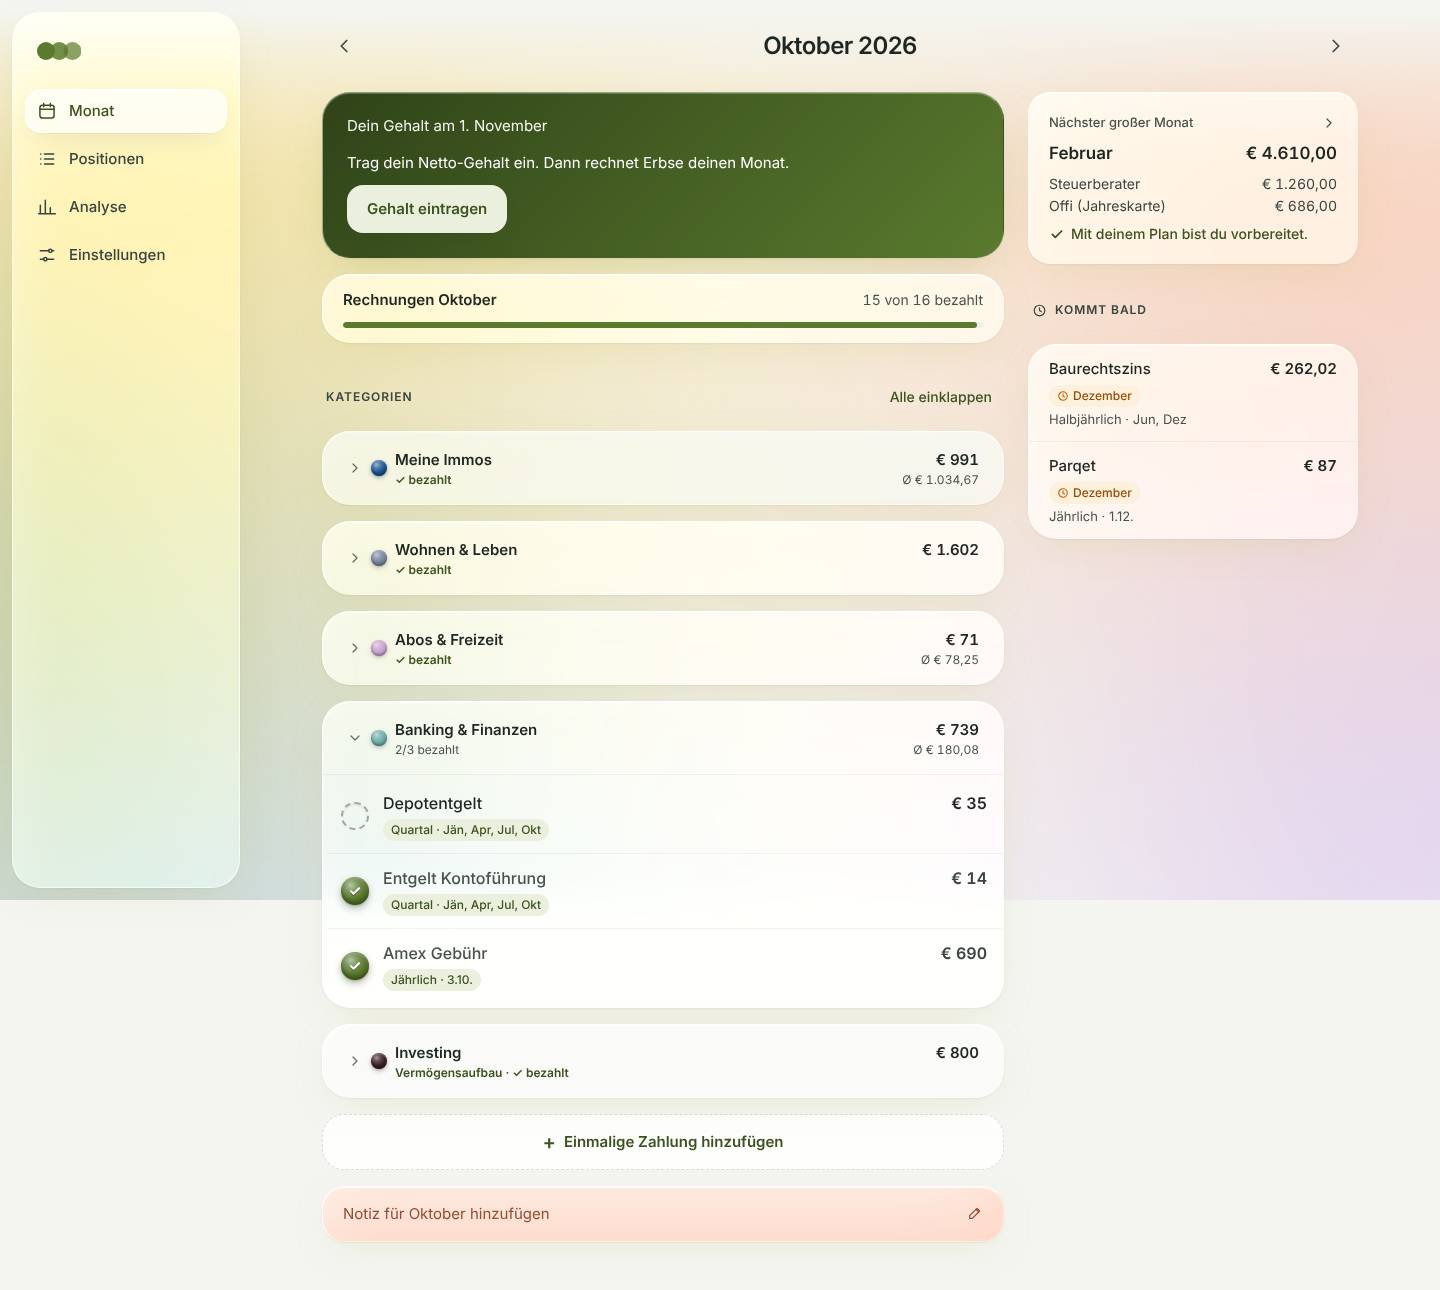 Monat
Positionen
Analyse
Einstellungen
Oktober 2026
Dein Gehalt am 1. November
Trag dein Netto-Gehalt ein. Dann rechnet Erbse deinen Monat.
Gehalt eintragen
Rechnungen Oktober 15 von 16 bezahlt
KATEGORIEN Alle einklappen
Meine Immos € 991
✓ bezahlt Ø € 1.034,67
Wohnen & Leben € 1.602
✓ bezahlt
Abos & Freizeit € 71
✓ bezahlt Ø € 78,25
Banking & Finanzen € 739
2/3 bezahlt Ø € 180,08
Depotentgelt € 35
Quartal · Jän, Apr, Jul, Okt
Entgelt Kontoführung € 14
Quartal · Jän, Apr, Jul, Okt
Amex Gebühr € 690
Jährlich · 3.10.
Investing € 800
Vermögensaufbau · ✓ bezahlt
+ Einmalige Zahlung hinzufügen
Notiz für Oktober hinzufügen
Nächster großer Monat
Februar € 4.610,00
Steuerberater € 1.260,00
Offi (Jahreskarte) € 686,00
✓ Mit deinem Plan bist du vorbereitet.
KOMMT BALD
Baurechtszins € 262,02
Dezember
Halbjährlich · Jun, Dez
Parqet € 87
Dezember
Jährlich · 1.12.